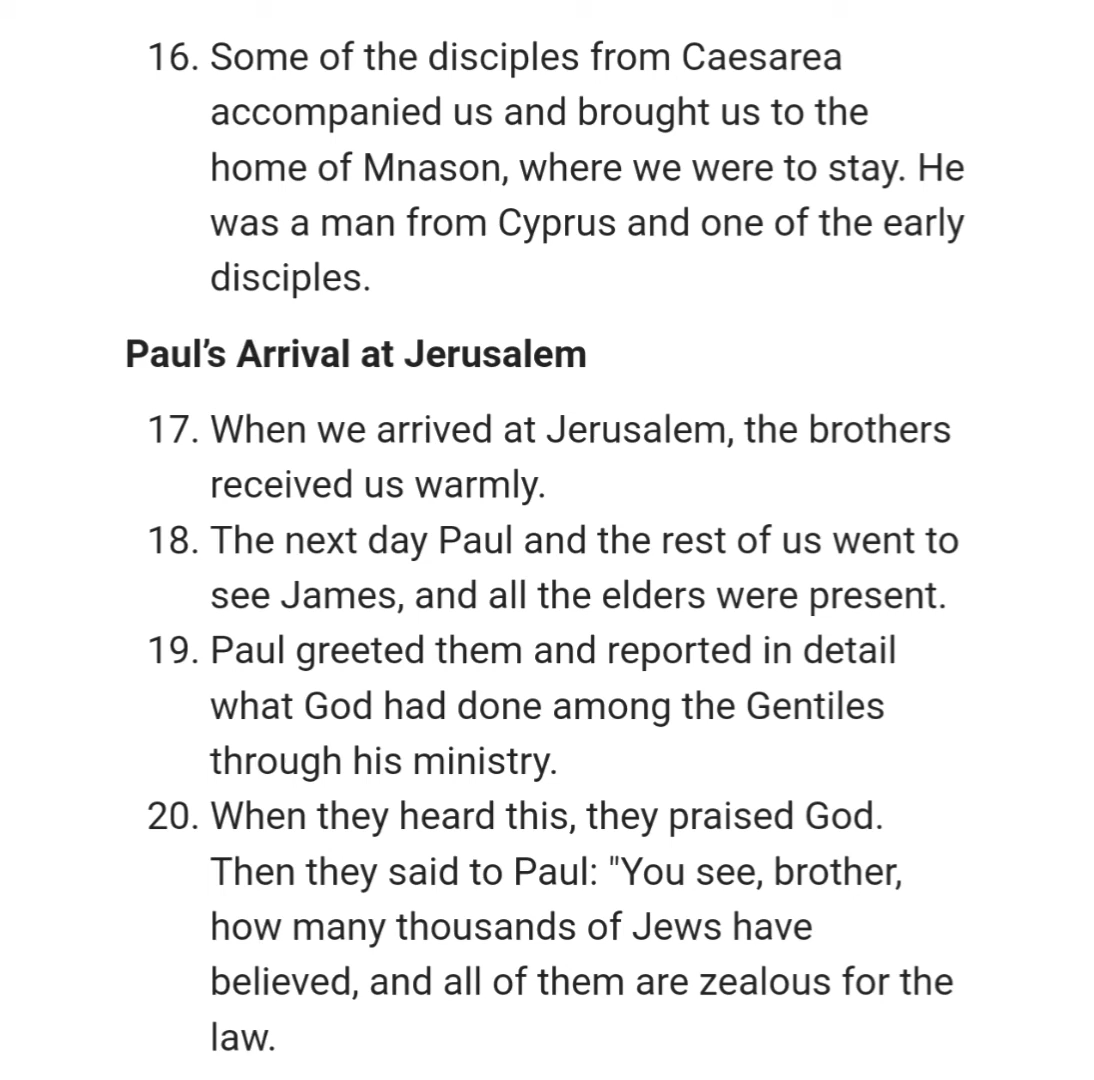 16. Some of the disciples from Caesarea
accompanied us and brought us to the
home of Mnason, where we were to stay. He
was a man from Cyprus and one of the early
disciples.
Paul’s Arrival at Jerusalem
17. When we arrived at Jerusalem, the brothers
received us warmly.
18. The next day Paul and the rest of us went to
see James, and all the elders were present.
19. Paul greeted them and reported in detail
what God had done among the Gentiles
through his ministry.
20. When they heard this, they praised God.
Then they said to Paul: "You see, brother,
how many thousands of Jews have
believed, and all of them are zealous for the
law.